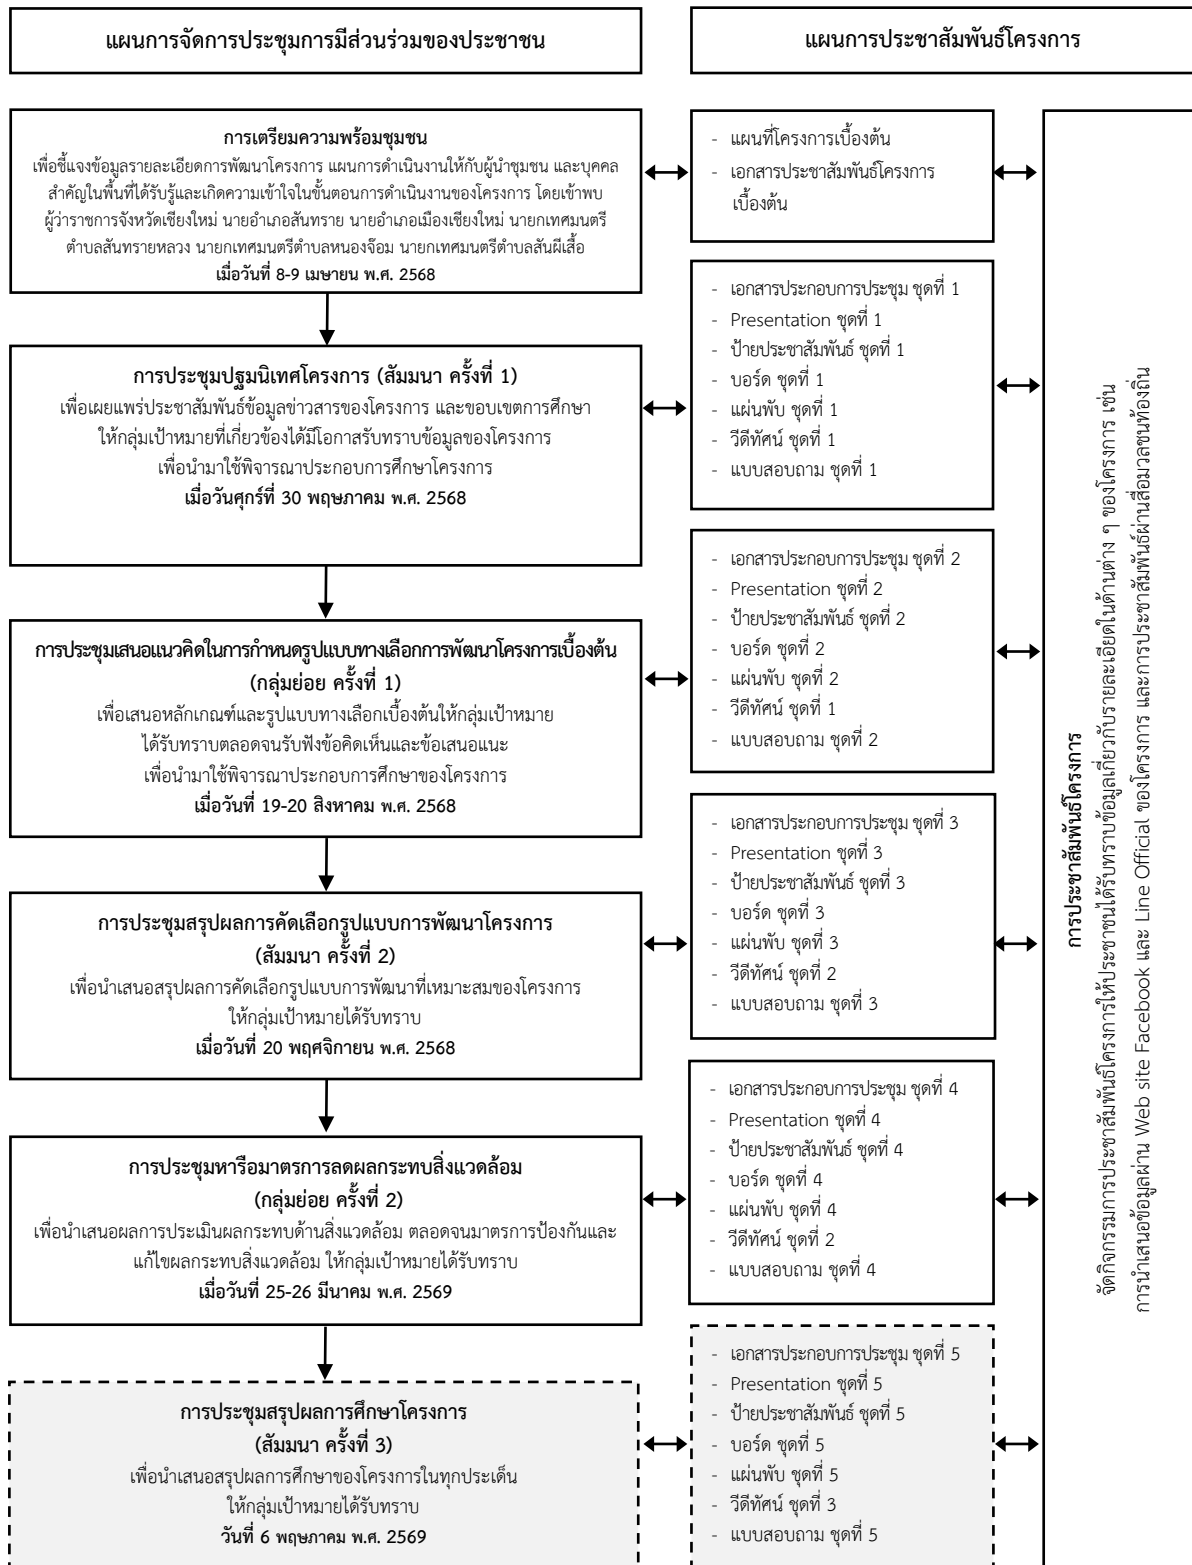 แผนการจัดการประชุมการมีส่วนร่วมของประชาชน
แผนการประชาสัมพันธ์โครงการ
การเตรียมความพร้อมชุมชน
เพื่อชี้แจงข้อมูลรายละเอียดการพัฒนาโครงการ แผนการดำเนินงานให้กับผู้นำชุมชน และบุคคล
สำคัญในพื้นที่ได้รับรู้และเกิดความเข้าใจในขั้นตอนการดำเนินงานของโครงการ โดยเข้าพบ
ผู้ว่าราชการจังหวัดเชียงใหม่ นายอำเภอสันทราย นายอำเภอเมืองเชียงใหม่ นายกเทศมนตรี
ตำบลสันทรายหลวง นายกเทศมนตรีตำบลหนองจ๊อม นายกเทศมนตรีตำบลสันผีเสื้อ
เมื่อวันที่ 8-9 เมษายน พ.ศ. 2568
- แผนที่โครงการเบื้องต้น
- เอกสารประชาสัมพันธ์โครงการ
เบื้องต้น
การประชุมปฐมนิเทศโครงการ (สัมมนา ครั้งที่ 1)
เพื่อเผยแพร่ประชาสัมพันธ์ข้อมูลข่าวสารของโครงการ และขอบเขตการศึกษา
ให้กลุ่มเป้าหมายที่เกี่ยวข้องได้มีโอกาสรับทราบข้อมูลของโครงการ
เพื่อนำมาใช้พิจารณาประกอบการศึกษาโครงการ
เมื่อวันศุกร์ที่ 30 พฤษภาคม พ.ศ. 2568
- เอกสารประกอบการประชุม ชุดที่ 1
- Presentation ชุดที่ 1
- ป้ายประชาสัมพันธ์ ชุดที่ 1
- บอร์ด ชุดที่ 1
- แผ่นพับ ชุดที่ 1
- วีดีทัศน์ ชุดที่ 1
- แบบสอบถาม ชุดที่ 1
การประชุมเสนอแนวคิดในการกำหนดรูปแบบทางเลือกการพัฒนาโครงการเบื้องต้น
(กลุ่มย่อย ครั้งที่ 1)
เพื่อเสนอหลักเกณฑ์และรูปแบบทางเลือกเบื้องต้นให้กลุ่มเป้าหมาย
ได้รับทราบตลอดจนรับฟังข้อคิดเห็นและข้อเสนอแนะ
เพื่อนำมาใช้พิจารณาประกอบการศึกษาของโครงการ
เมื่อวันที่ 19-20 สิงหาคม พ.ศ. 2568
- เอกสารประกอบการประชุม ชุดที่ 2
- Presentation ชุดที่ 2
- ป้ายประชาสัมพันธ์ ชุดที่ 2
- บอร์ด ชุดที่ 2
- แผ่นพับ ชุดที่ 2
- วีดีทัศน์ ชุดที่ 1
- แบบสอบถาม ชุดที่ 2
การประชุมสรุปผลการคัดเลือกรูปแบบการพัฒนาโครงการ
(สัมมนา ครั้งที่ 2)
เพื่อนำเสนอสรุปผลการคัดเลือกรูปแบบการพัฒนาที่เหมาะสมของโครงการ
ให้กลุ่มเป้าหมายได้รับทราบ
เมื่อวันที่ 20 พฤศจิกายน พ.ศ. 2568
- เอกสารประกอบการประชุม ชุดที่ 3
- Presentation ชุดที่ 3
- ป้ายประชาสัมพันธ์ ชุดที่ 3
- บอร์ด ชุดที่ 3
- แผ่นพับ ชุดที่ 3
- วีดีทัศน์ ชุดที่ 2
- แบบสอบถาม ชุดที่ 3
การประชุมหารือมาตรการลดผลกระทบสิ่งแวดล้อม
(กลุ่มย่อย ครั้งที่ 2)
เพื่อนำเสนอผลการประเมินผลกระทบด้านสิ่งแวดล้อม ตลอดจนมาตรการป้องกันและ
แก้ไขผลกระทบสิ่งแวดล้อม ให้กลุ่มเป้าหมายได้รับทราบ
เมื่อวันที่ 25-26 มีนาคม พ.ศ. 2569
- เอกสารประกอบการประชุม ชุดที่ 4
- Presentation ชุดที่ 4
- ป้ายประชาสัมพันธ์ ชุดที่ 4
- บอร์ด ชุดที่ 4
- แผ่นพับ ชุดที่ 4
- วีดีทัศน์ ชุดที่ 2
- แบบสอบถาม ชุดที่ 4
การประชุมสรุปผลการศึกษาโครงการ
(สัมมนา ครั้งที่ 3)
เพื่อนำเสนอสรุปผลการศึกษาของโครงการในทุกประเด็น
ให้กลุ่มเป้าหมายได้รับทราบ
วันที่ 6 พฤษภาคม พ.ศ. 2569
- เอกสารประกอบการประชุม ชุดที่ 5
- Presentation ชุดที่ 5
- ป้ายประชาสัมพันธ์ ชุดที่ 5
- บอร์ด ชุดที่ 5
- แผ่นพับ ชุดที่ 5
- วีดีทัศน์ ชุดที่ 3
- แบบสอบถาม ชุดที่ 5
การประชาสัมพันธ์โครงการ
จัดกิจกรรมการประชาสัมพันธ์โครงการให้ประชาชนได้รับทราบข้อมูลเกี่ยวกับรายละเอียดในด้านต่าง ๆ ของโครงการ เช่น
การนำเสนอข้อมูลผ่าน Web site Facebook และ Line Official ของโครงการ และการประชาสัมพันธ์ผ่านสื่อมวลชนท้องถิ่น